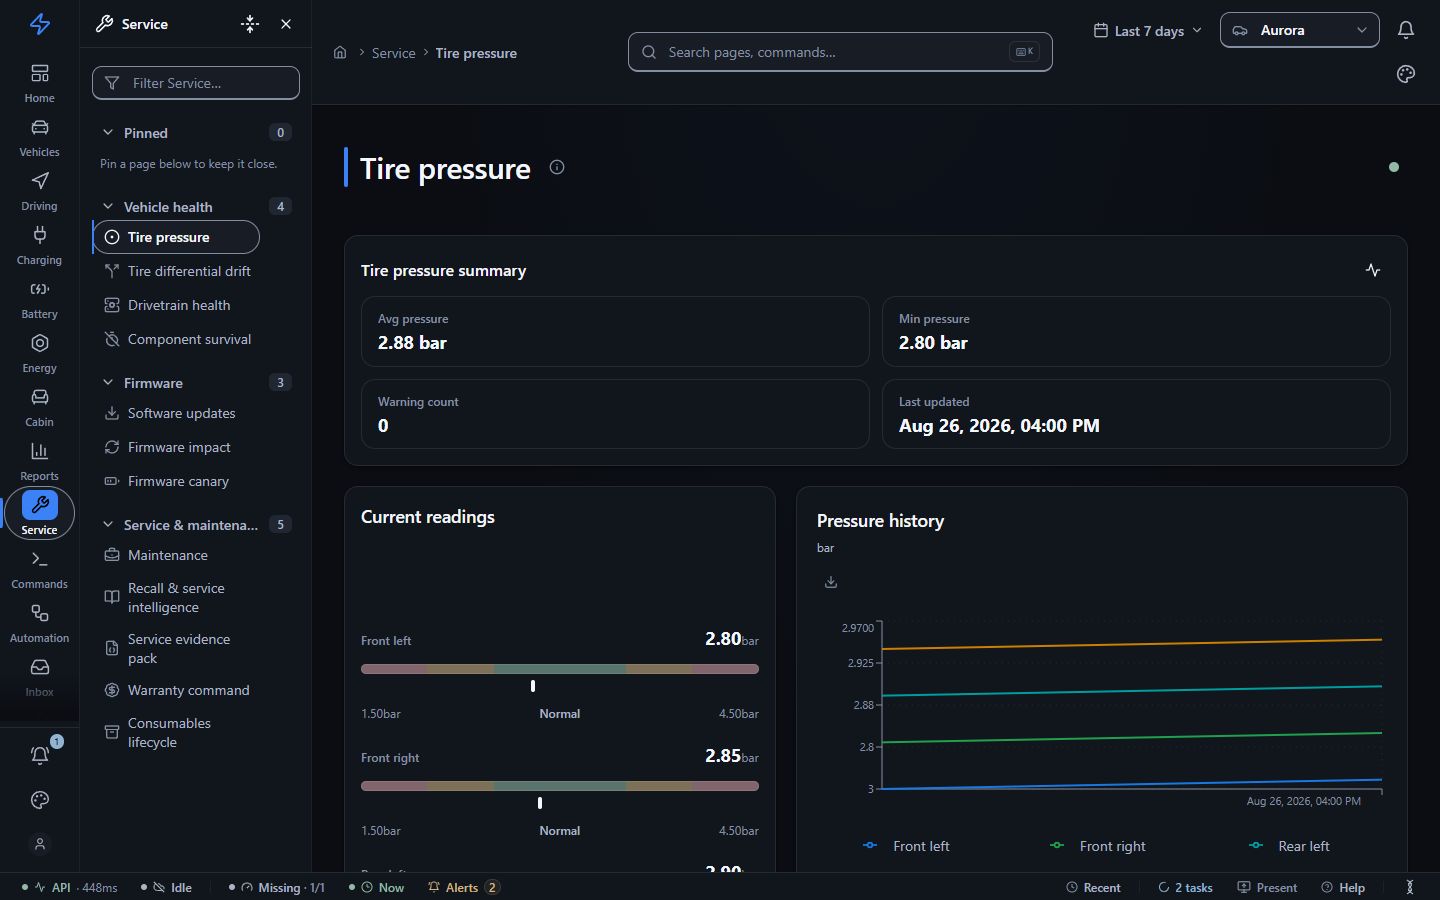 Home
Vehicles
Driving
Charging
Battery
Energy
Cabin
Reports
Service
Commands
Automation
Inbox
1
Service
Filter Service...
Pinned 0
Pin a page below to keep it close.
Vehicle health 4
Tire pressure
Tire differential drift
Drivetrain health
Component survival
Firmware 3
Software updates
Firmware impact
Firmware canary
Service & maintena... 5
Maintenance
Recall & service
intelligence
Service evidence
pack
Warranty command
Consumables
lifecycle
Service
Tire pressure
Search pages, commands...
K
Last 7 days
Aurora
Tire pressure
Tire pressure summary
Avg pressure
2.88 bar
Min pressure
2.80 bar
Warning count
0
Last updated
Aug 26, 2026, 04:00 PM
Current readings
Front left 2.80bar
1.50bar Normal 4.50bar
Front right 2.85bar
1.50bar Normal 4.50bar
2.90
Pressure history
bar
2.9700
2.925
2.88
2.8
3
Aug 26, 2026, 04:00 PM
Front left
Front right
Rear left
API · 448ms
Idle
Missing · 1/1
Now
Alerts 2
Recent
2 tasks
Present
Help